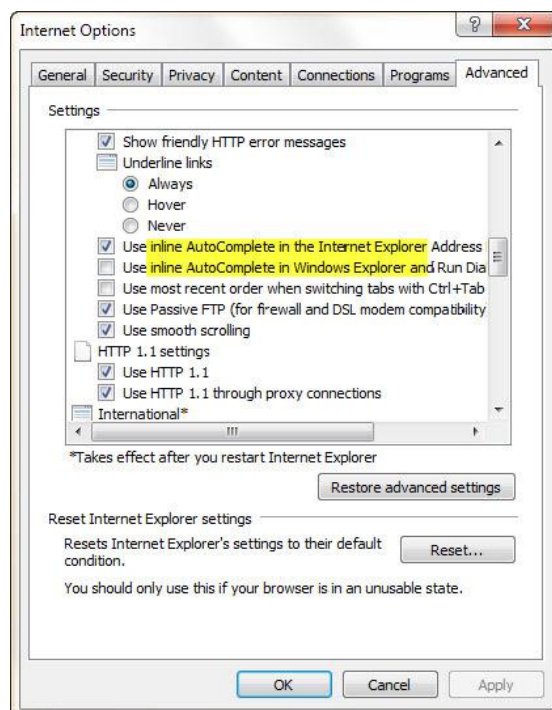 Internet Options
General Security Privacy Content Connections Programs Advanced
Settings
Show friendly HTTP error messages
Underline links
Always
Hover
Never
Use inline AutoComplete in the Internet Explorer Address
Use inline AutoComplete in Windows Explorer and Run Dia
Use most recent order when switching tabs with Ctrl+Tab
Use Passive FTP (for firewall and DSL modem compatibility
Use smooth scrolling
HTTP 1.1 settings
Use HTTP 1.1
Use HTTP 1.1 through proxy connections
International*
*Takes effect after you restart Internet Explorer
Restore advanced settings
Reset Internet Explorer settings
Resets Internet Explorer's settings to their default
condition.
Reset...
You should only use this if your browser is in an unusable state.
OK Cancel Apply